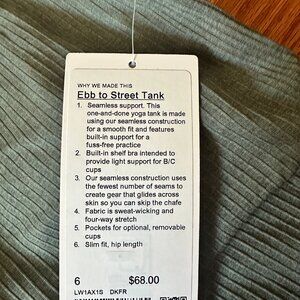 WHY WE MADE THIS
Ebb to Street Tank
1. Seamless support. This
one-and-done yoga tank is made
using our seamless construction
for a smooth fit and features
built-in support for a
fuss-free practice
2. Built-in shelf bra intended to
provide light support for B/C
cups
3. Our seamless construction uses
the fewest number of seams to
create gear that glides across
skin so you can skip the chafe
4. Fabric is sweat-wicking and
four-way stretch
5. Pockets for optional, removable
cups
6. Slim fit, hip length
6 $68.00
LW1AX1S DKFR